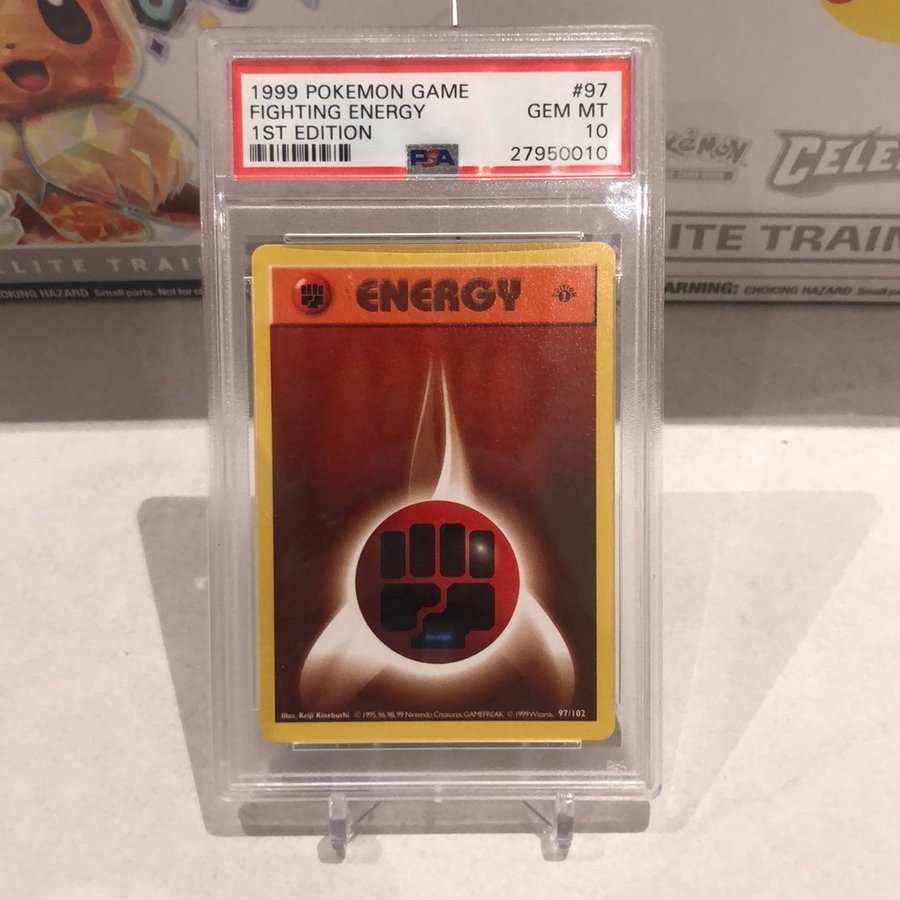 1999 POKEMON GAME #97
FIGHTING ENERGY GEM MT
1ST EDITION 10
PSA 27950010
ENERGY
Illus. Keiji Kinebuchi © 1995, 96, 98, 99 Nintendo, Creatures, GAMEFREAK. © 1999 Wizards. 97/102
Pokémon
CELE
ELITE TRAI
ITE TRAIN
CHOKING HAZARD Small parts. Not for
WARNING: CHOKING HAZARD Small